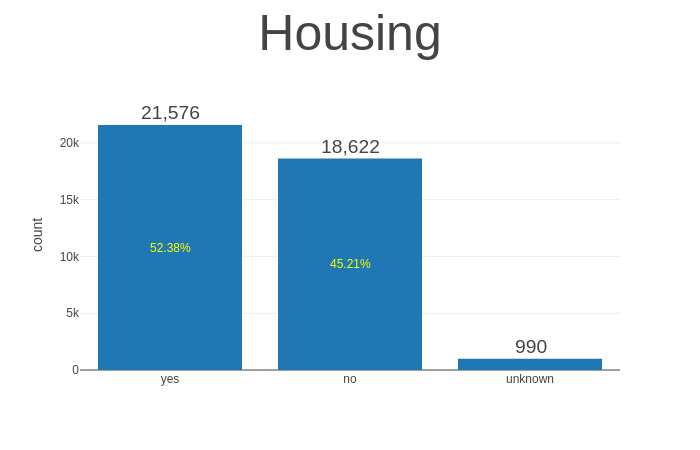 Housing
21,576
18,622
990
20k
15k
10k
5k
0
count
52.38%
45.21%
yes
no
unknown